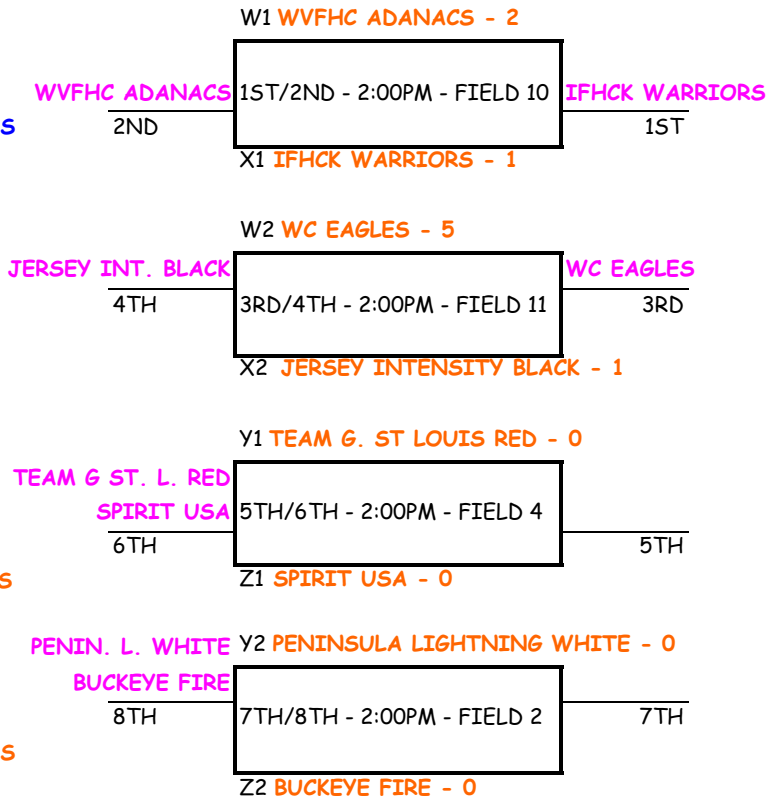 W1 WVFHC ADANACS - 2
WVFHC ADANACS 1ST/2ND - 2:00PM - FIELD 10 IFHCK WARRIORS
S 2ND 1ST
X1 IFHCK WARRIORS - 1
W2 WC EAGLES - 5
JERSEY INT. BLACK WC EAGLES
4TH 3RD/4TH - 2:00PM - FIELD 11 3RD
X2 JERSEY INTENSITY BLACK - 1
Y1 TEAM G. ST LOUIS RED - 0
TEAM G ST. L. RED
SPIRIT USA 5TH/6TH - 2:00PM - FIELD 4
6TH 5TH
S Z1 SPIRIT USA - 0
PENIN. L. WHITE Y2 PENINSULA LIGHTNING WHITE - 0
BUCKEYE FIRE
8TH 7TH/8TH - 2:00PM - FIELD 2 7TH
S
Z2 BUCKEYE FIRE - 0